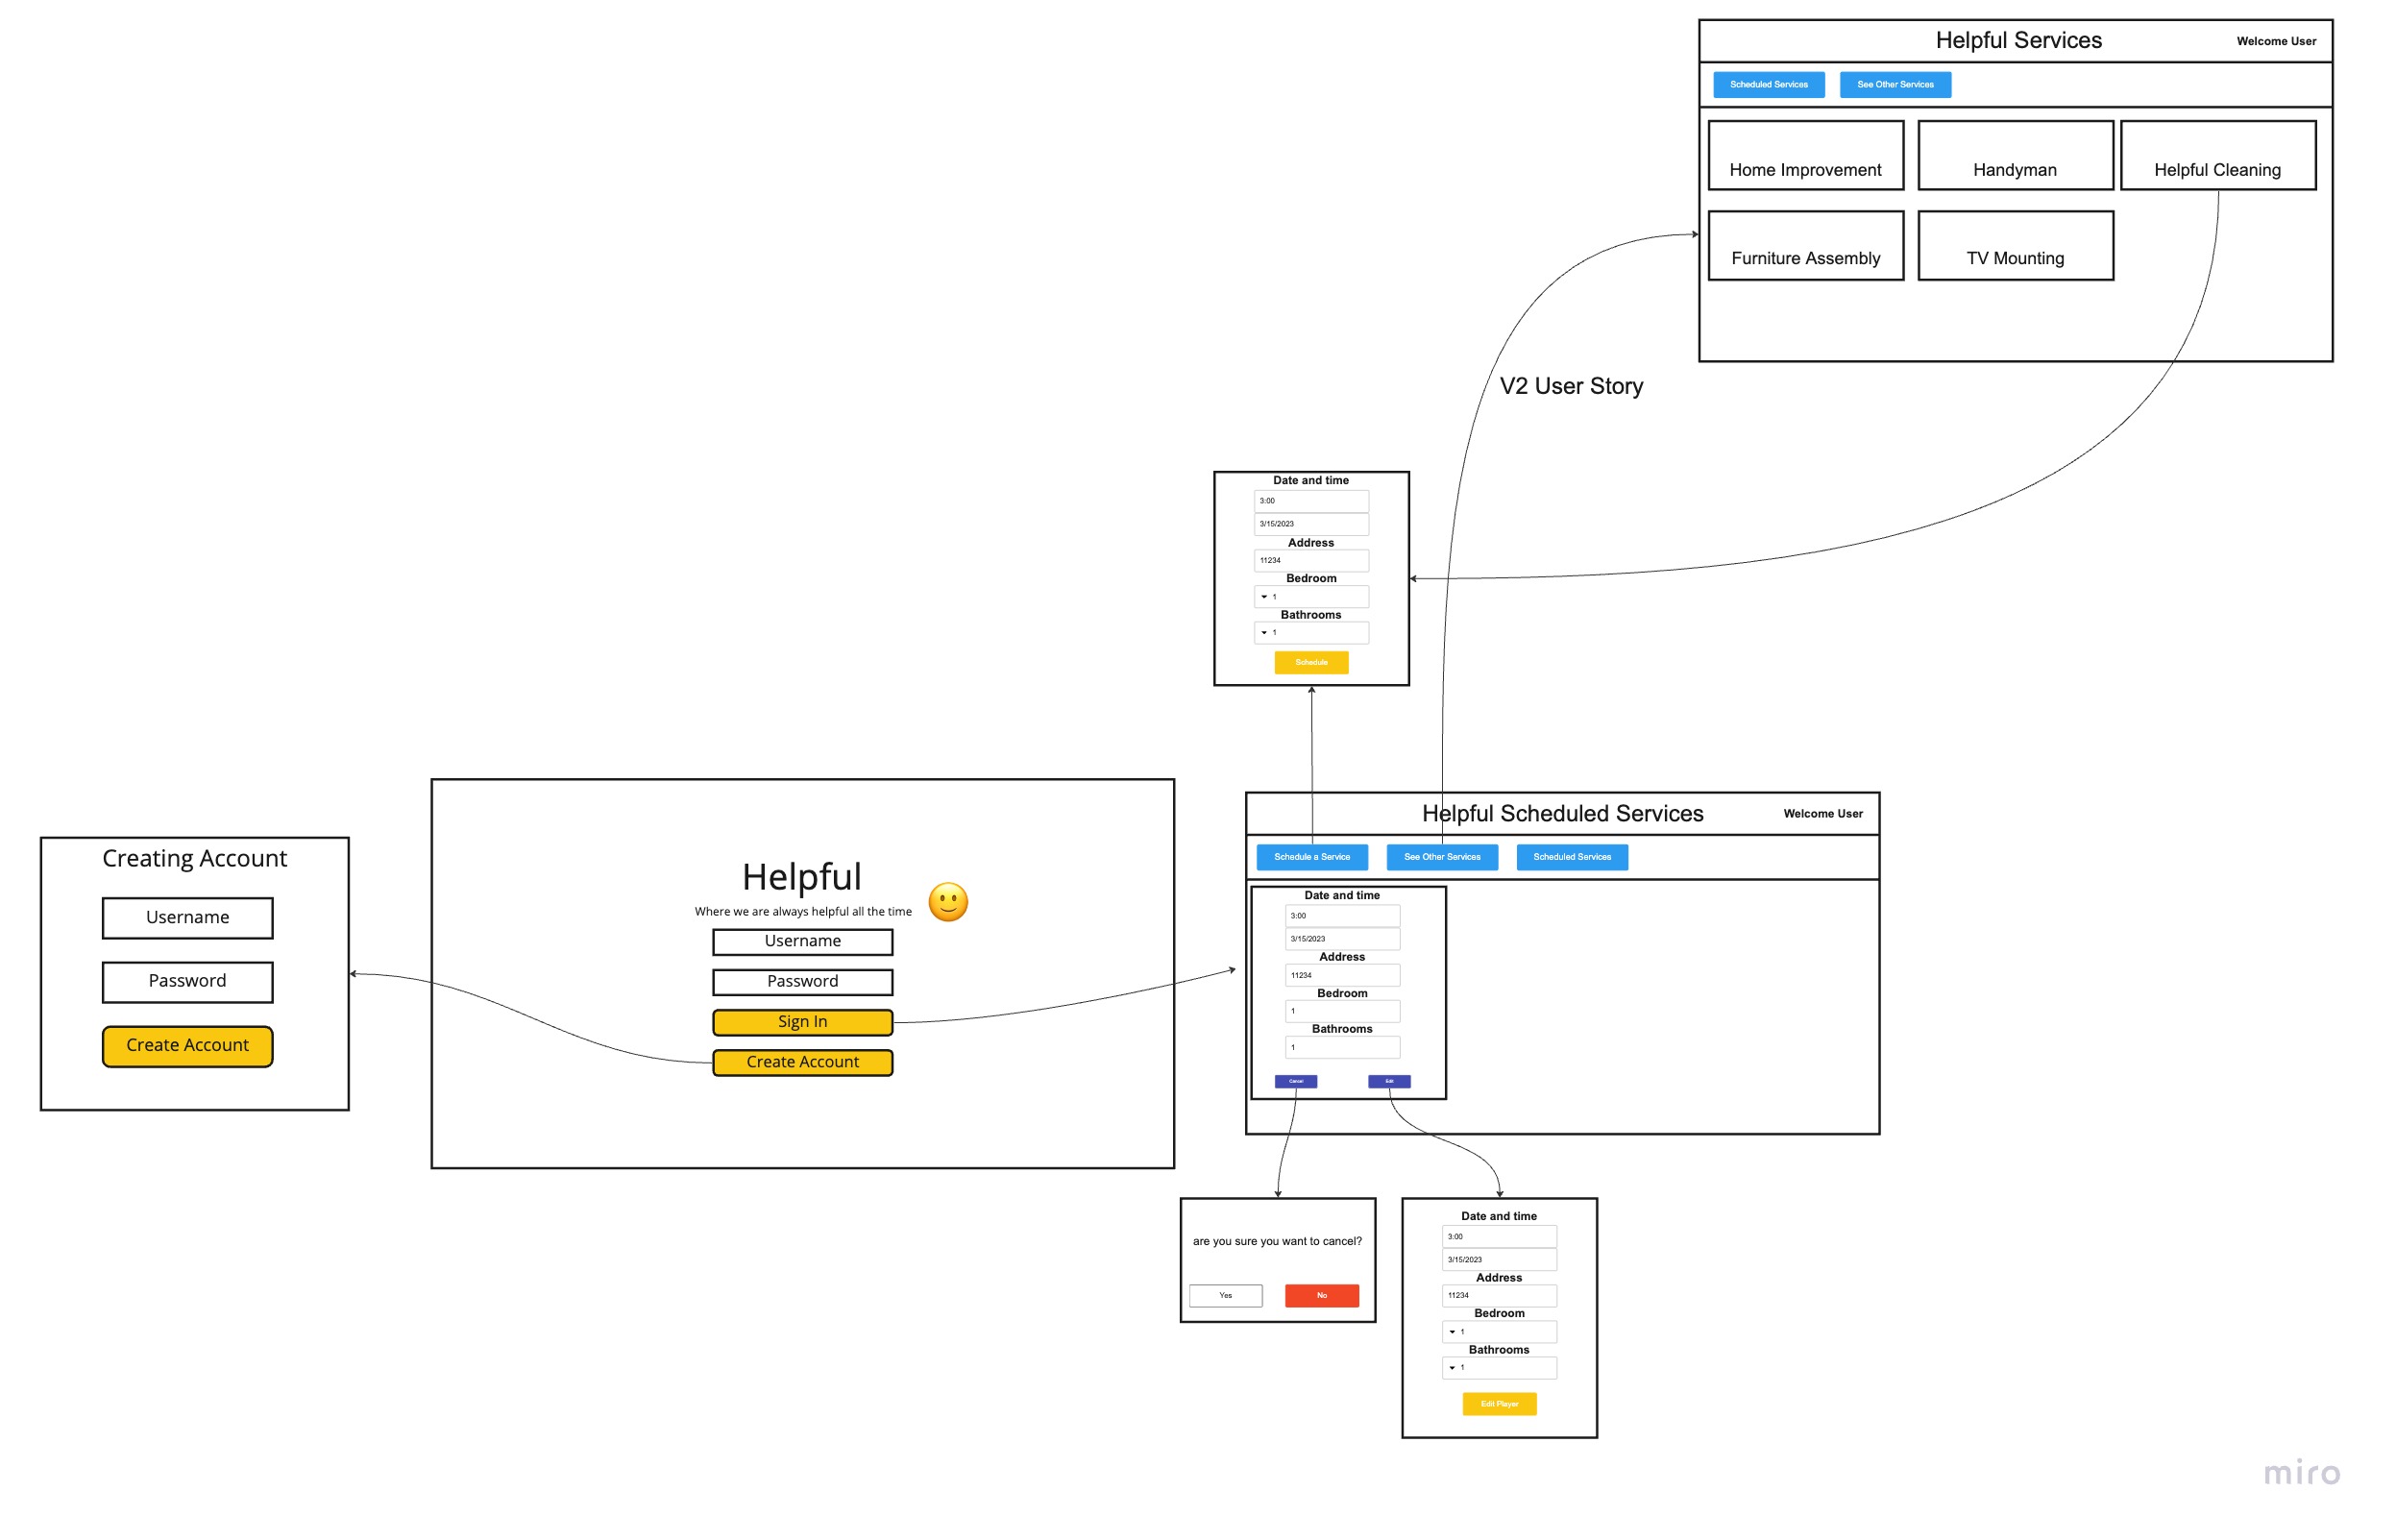 Helpful Services
Welcome User
Scheduled Services
See Other Services
Home Improvement
Handyman
Helpful Cleaning
Furniture Assembly
TV Mounting
V2 User Story
Date and time
3:00
3/15/2023
Address
11234
Bedroom
1
Bathrooms
1
Schedule
Creating Account
Username
Password
Create Account
Helpful
Where we are always helpful all the time
Username
Password
Sign In
Create Account
Helpful Scheduled Services
Welcome User
Schedule a Service
See Other Services
Scheduled Services
Date and time
3:00
3/15/2023
Address
11234
Bedroom
1
Bathrooms
1
Cancel
Edit
are you sure you want to cancel?
Yes
No
Date and time
3:00
3/15/2023
Address
11234
Bedroom
1
Bathrooms
1
Edit Player
miro